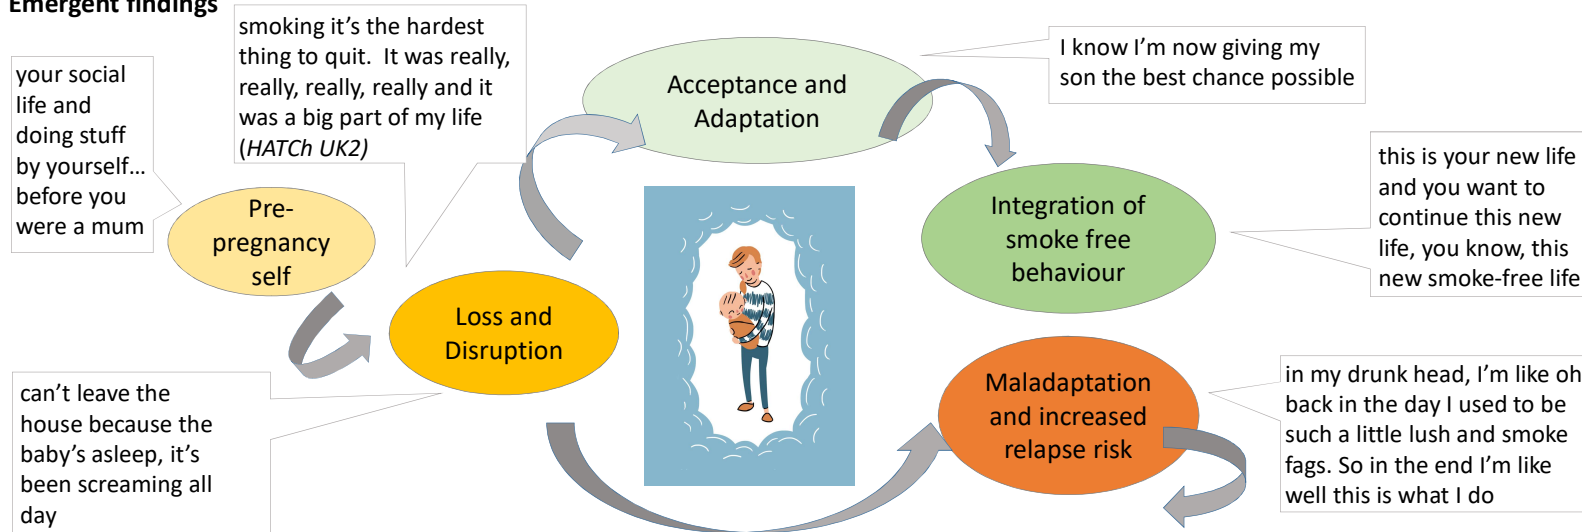 Emergent findings
your social
life and
doing stuff
by yourself…
before you
were a mum
smoking it's the hardest
thing to quit.  It was really,
really, really, really and it
was a big part of my life
(HATCh UK2)
Acceptance and
Adaptation
I know I'm now giving my
son the best chance possible
Pre-
pregnancy
self
Integration of
smoke free
behaviour
this is your new life
and you want to
continue this new
life, you know, this
new smoke-free life
Loss and
Disruption
can't leave the
house because the
baby's asleep, it's
been screaming all
day
Maladaptation
and increased
relapse risk
in my drunk head, I'm like oh
back in the day I used to be
such a little lush and smoke
fags. So in the end I'm like
well this is what I do